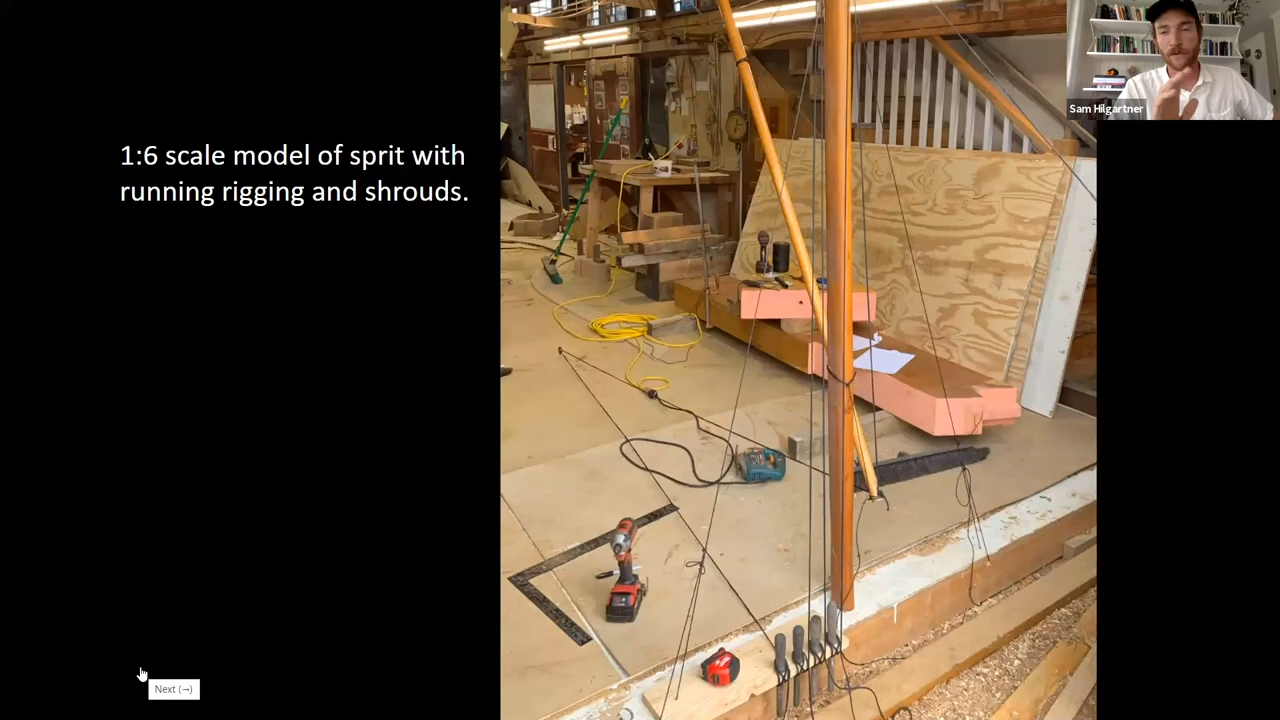 Sam Hilgartner
1:6 scale model of sprit with
running rigging and shrouds.
Next (→)